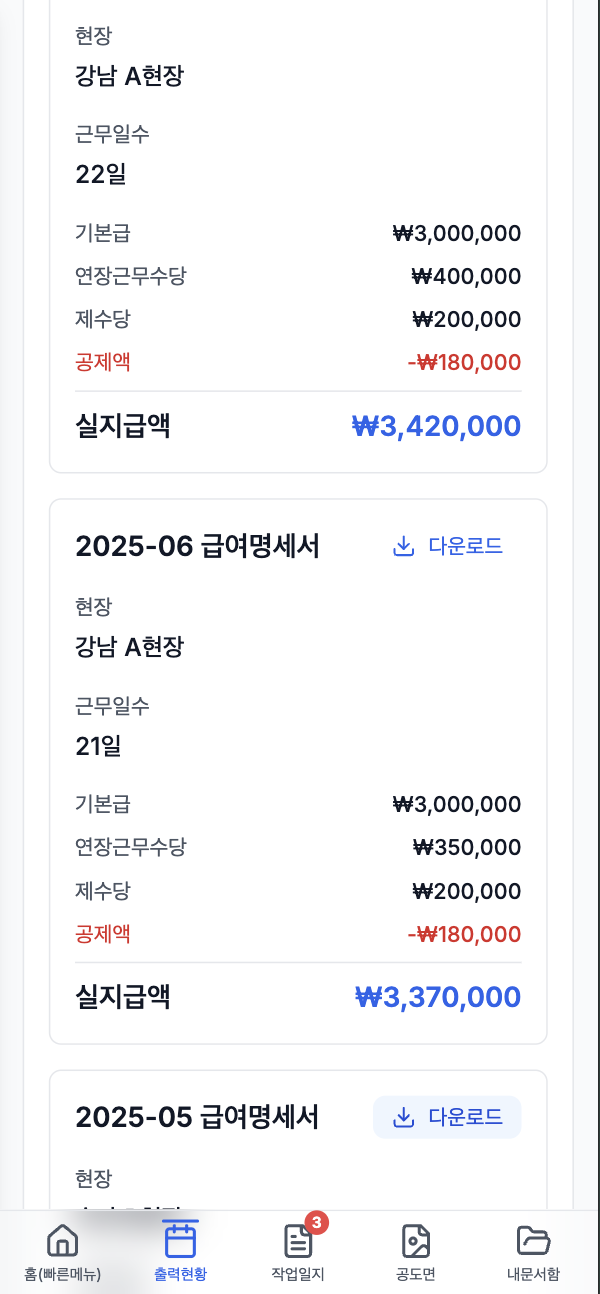 현장
강남 A현장
근무일수
22일
기본급 ₩3,000,000
연장근무수당 ₩400,000
제수당 ₩200,000
공제액 -₩180,000
실지급액 ₩3,420,000
2025-06 급여명세서 다운로드
현장
강남 A현장
근무일수
21일
기본급 ₩3,000,000
연장근무수당 ₩350,000
제수당 ₩200,000
공제액 -₩180,000
실지급액 ₩3,370,000
2025-05 급여명세서 다운로드
현장
3
홈(빠른메뉴) 출력현황 작업일지 공도면 내문서함